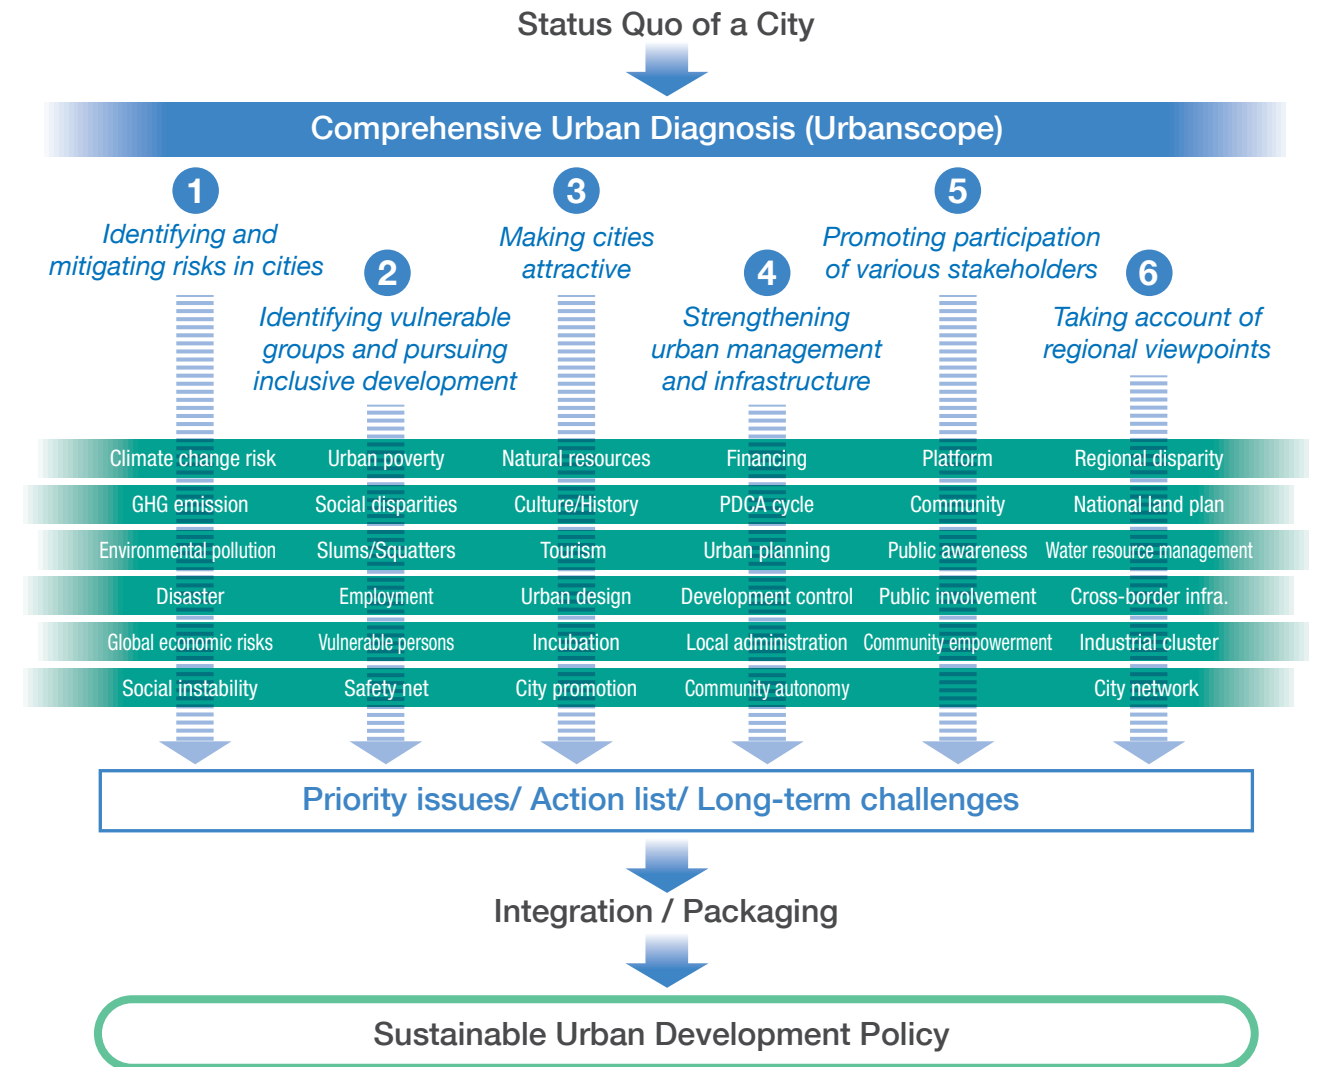 Status Quo of a City
Comprehensive Urban Diagnosis (Urbanscope)
1
Identifying and
mitigating risks in cities
2
Identifying vulnerable
groups and pursuing
inclusive development
3
Making cities
attractive
4
Strengthening
urban management
and infrastructure
5
Promoting participation
of various stakeholders
6
Taking account of
regional viewpoints
Climate change risk Urban poverty Natural resources Financing Platform Regional disparity
GHG emission Social disparities Culture/History PDCA cycle Community National land plan
Environmental pollution Slums/Squatters Tourism Urban planning Public awareness Water resource management
Disaster Employment Urban design Development control Public involvement Cross-border infra.
Global economic risks Vulnerable persons Incubation Local administration Community empowerment Industrial cluster
Social instability Safety net City promotion Community autonomy City network
Priority issues/ Action list/ Long-term challenges
Integration / Packaging
Sustainable Urban Development Policy